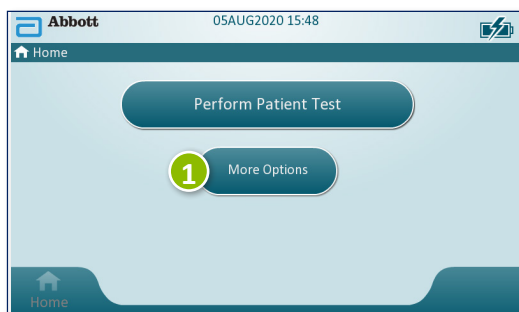 Abbott
05AUG2020 15:48
Home
Perform Patient Test
1
More Options
Home